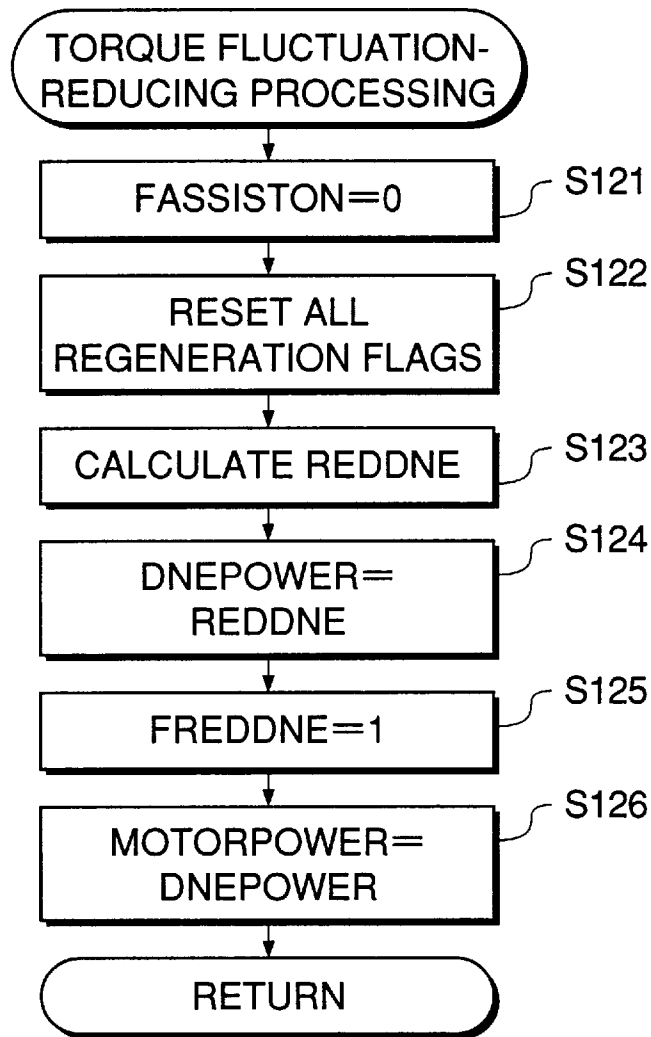 TORQUE FLUCTUATION-
REDUCING PROCESSING
FASSISTON=0
S121
RESET ALL
REGENERATION FLAGS
S122
CALCULATE REDDNE
S123
DNEPOWER=
REDDNE
S124
FREDDNE=1
S125
MOTORPOWER=
DNEPOWER
S126
RETURN